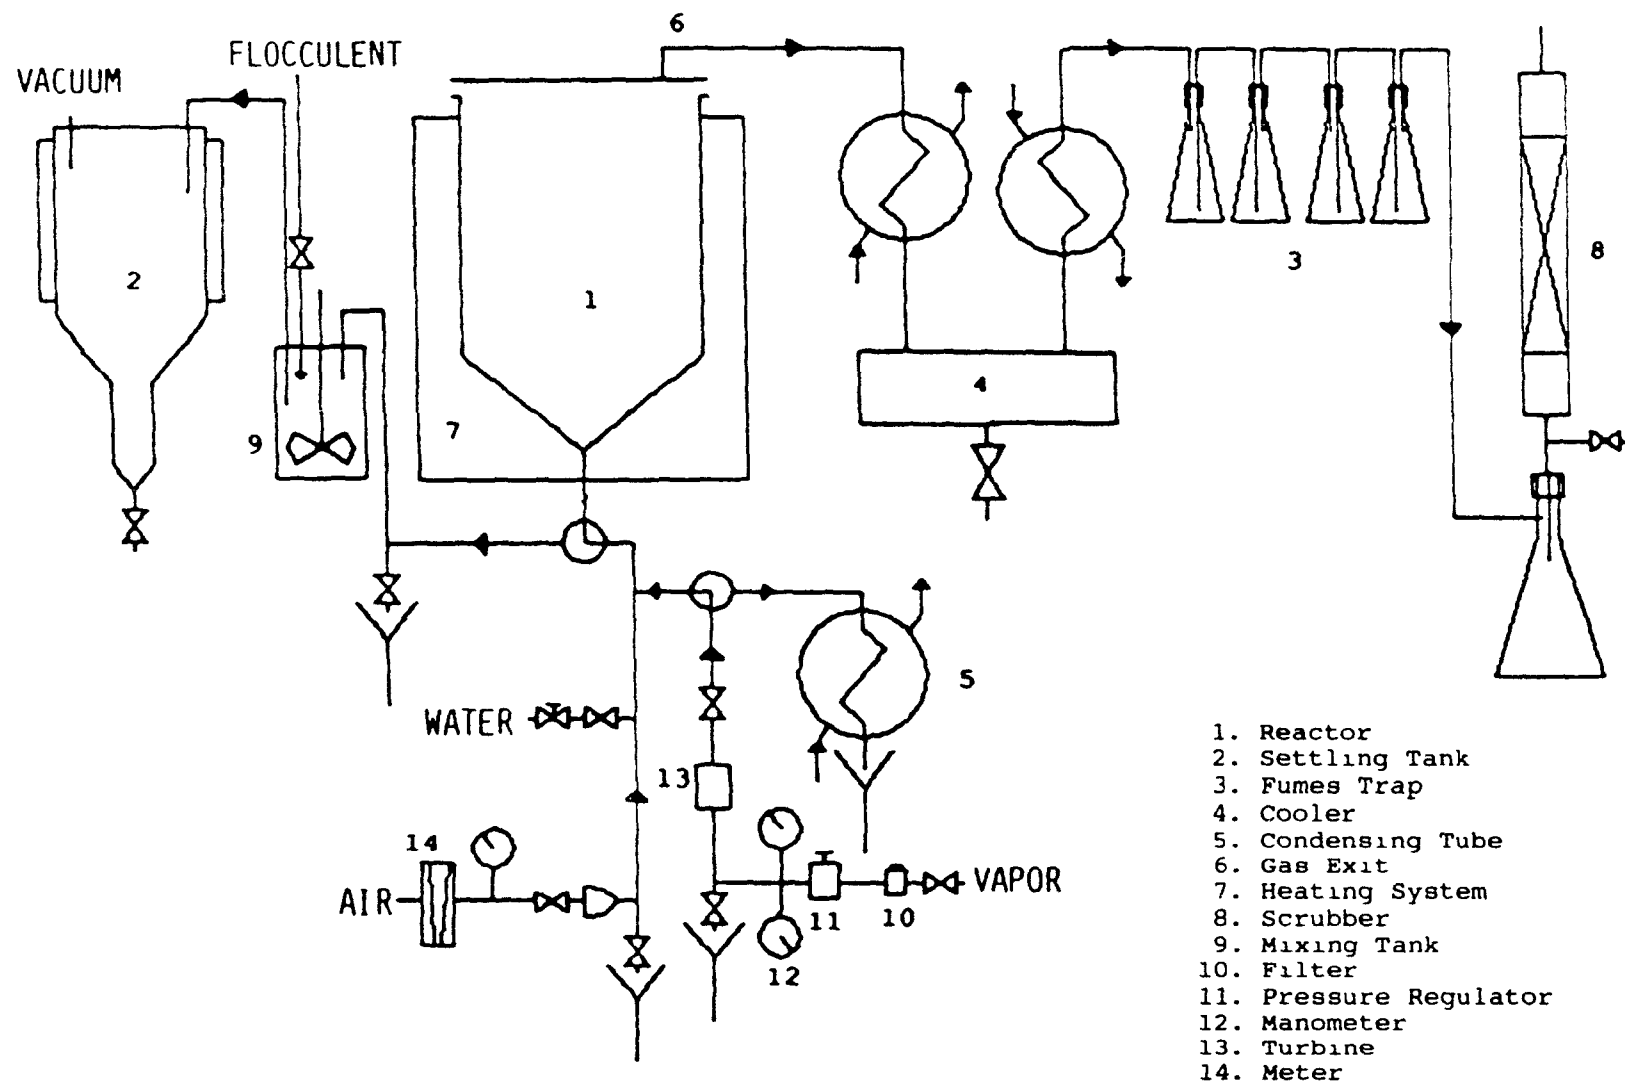 6
FLOCCULENT
VACUUM
8
3
2
1
4
7
9
5
WATER
13
14
AIR
VAPOR
11
10
12
1. Reactor
2. Settling Tank
3. Fumes Trap
4. Cooler
5. Condensing Tube
6. Gas Exit
7. Heating System
8. Scrubber
9. Mixing Tank
10. Filter
11. Pressure Regulator
12. Manometer
13. Turbine
14. Meter